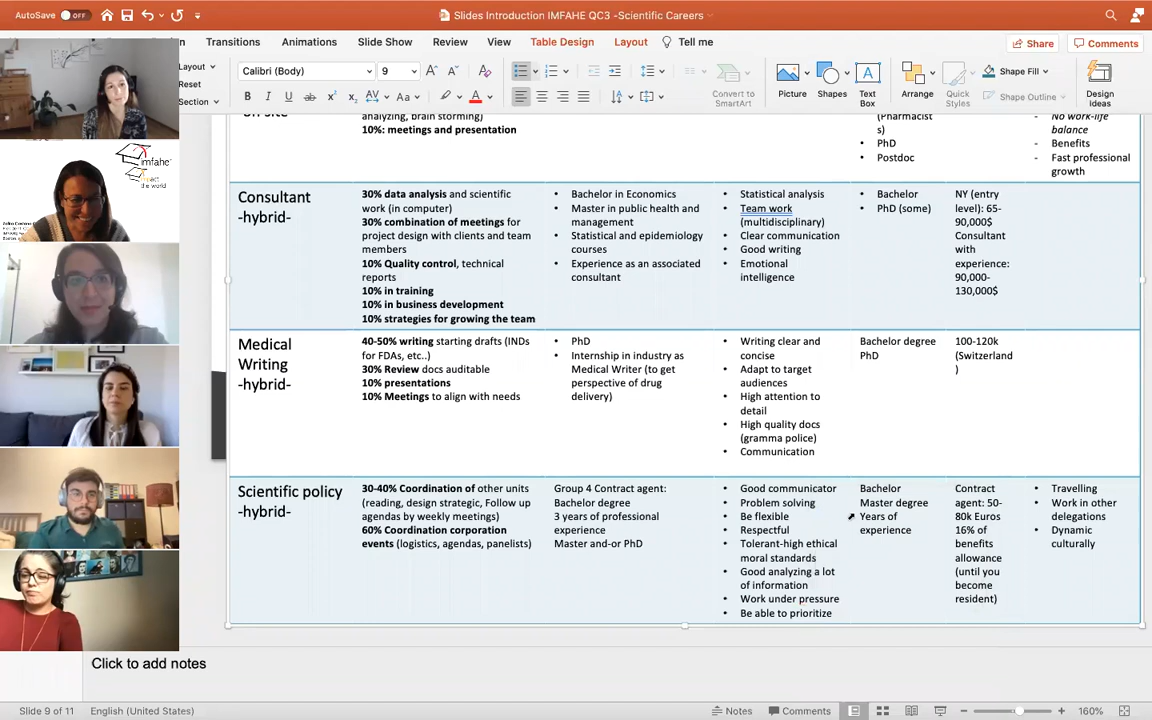 AutoSave OFF
Slides Introduction IMFAHE QC3 -Scientific Careers
Transitions
Animations
Slide Show
Review
View
Table Design
Layout
Tell me
Share
Comments
Layout
Reset
Section
Calibri (Body)
9
Convert to
SmartArt
Picture
Shapes
Text
Box
Arrange
Quick
Styles
Shape Fill
Shape Outline
Design
Ideas
imfahe
the world
analyzing, brain storming)
10%: meetings and presentation
(Pharmacist
s)
• PhD
• Postdoc
- No work-life
balance
- Benefits
- Fast professional
growth
Consultant
-hybrid-
30% data analysis and scientific
work (in computer)
30% combination of meetings for
project design with clients and team
members
10% Quality control, technical
reports
10% in training
10% in business development
10% strategies for growing the team
• Bachelor in Economics
• Master in public health and
management
• Statistical and epidemiology
courses
• Experience as an associated
consultant
• Statistical analysis
• Team work
(multidisciplinary)
• Clear communication
• Good writing
• Emotional
intelligence
• Bachelor
• PhD (some)
NY (entry
level): 65-
90,000$
Consultant
with
experience:
90,000-
130,000$
Medical
Writing
-hybrid-
40-50% writing starting drafts (INDs
for FDAs, etc..)
30% Review docs auditable
10% presentations
10% Meetings to align with needs
• PhD
• Internship in industry as
Medical Writer (to get
perspective of drug
delivery)
• Writing clear and
concise
• Adapt to target
audiences
• High attention to
detail
• High quality docs
(gramma police)
• Communication
Bachelor degree
PhD
100-120k
(Switzerland
)
Scientific policy
-hybrid-
30-40% Coordination of other units
(reading, design strategic, Follow up
agendas by weekly meetings)
60% Coordination corporation
events (logistics, agendas, panelists)
Group 4 Contract agent:
Bachelor degree
3 years of professional
experience
Master and-or PhD
• Good communicator
• Problem solving
• Be flexible
• Respectful
• Tolerant-high ethical
moral standards
• Good analyzing a lot
of information
• Work under pressure
• Be able to prioritize
Bachelor
Master degree
Years of
experience
Contract
agent: 50-
80k Euros
16% of
benefits
allowance
(until you
become
resident)
• Travelling
• Work in other
delegations
• Dynamic
culturally
Click to add notes
Slide 9 of 11
English (United States)
Notes
Comments
160%